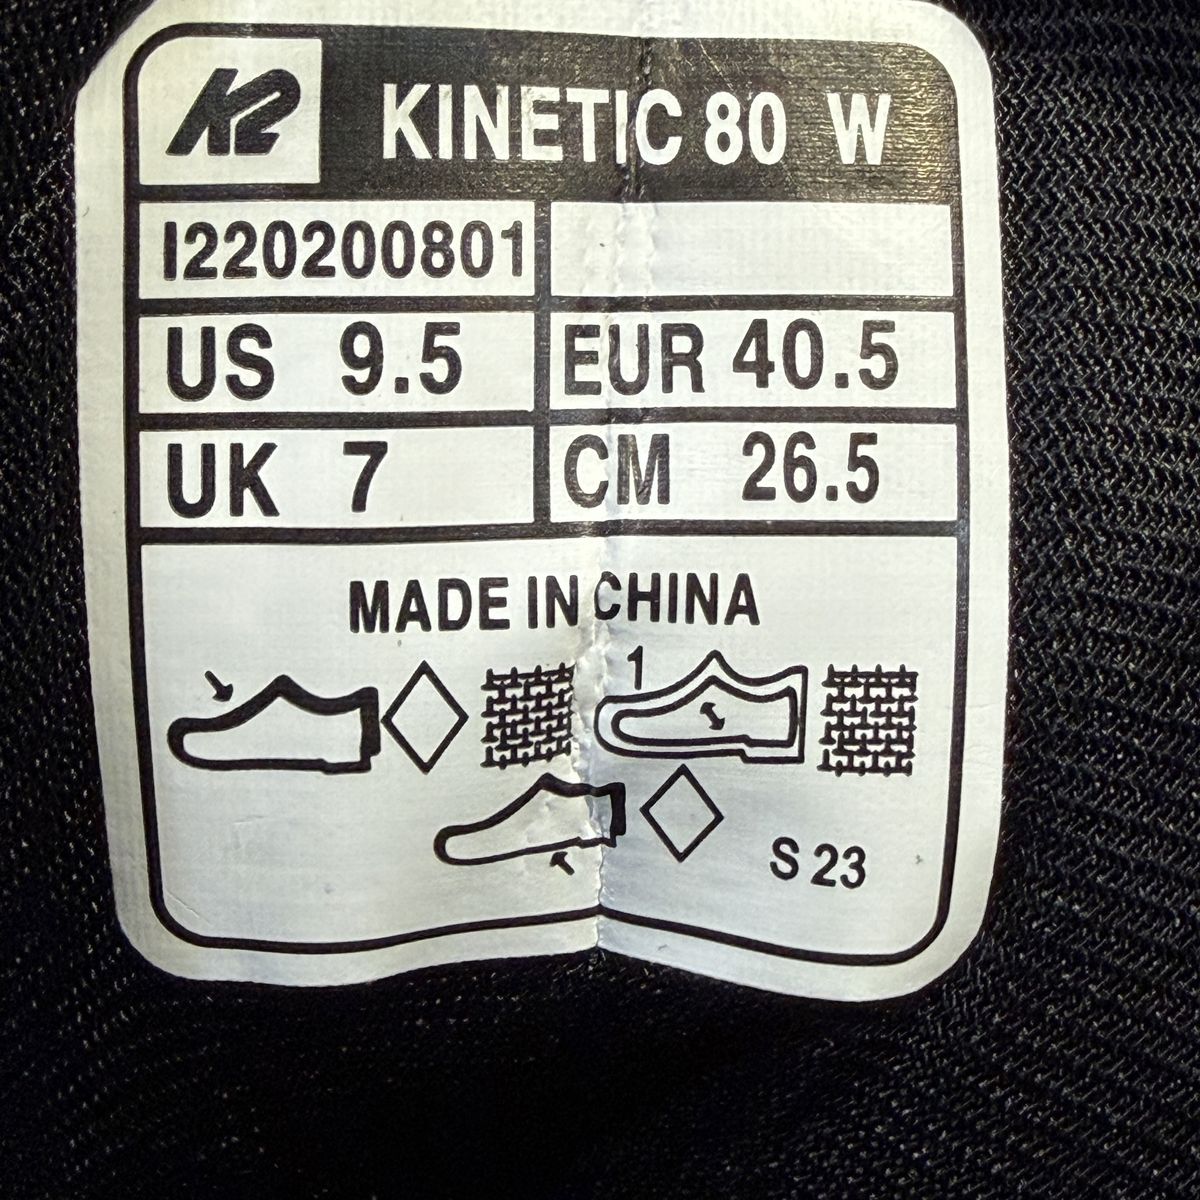 K2 KINETIC 80 W
I220200801
US 9.5 EUR 40.5
UK 7 CM 26.5
MADE IN CHINA
1
S 23